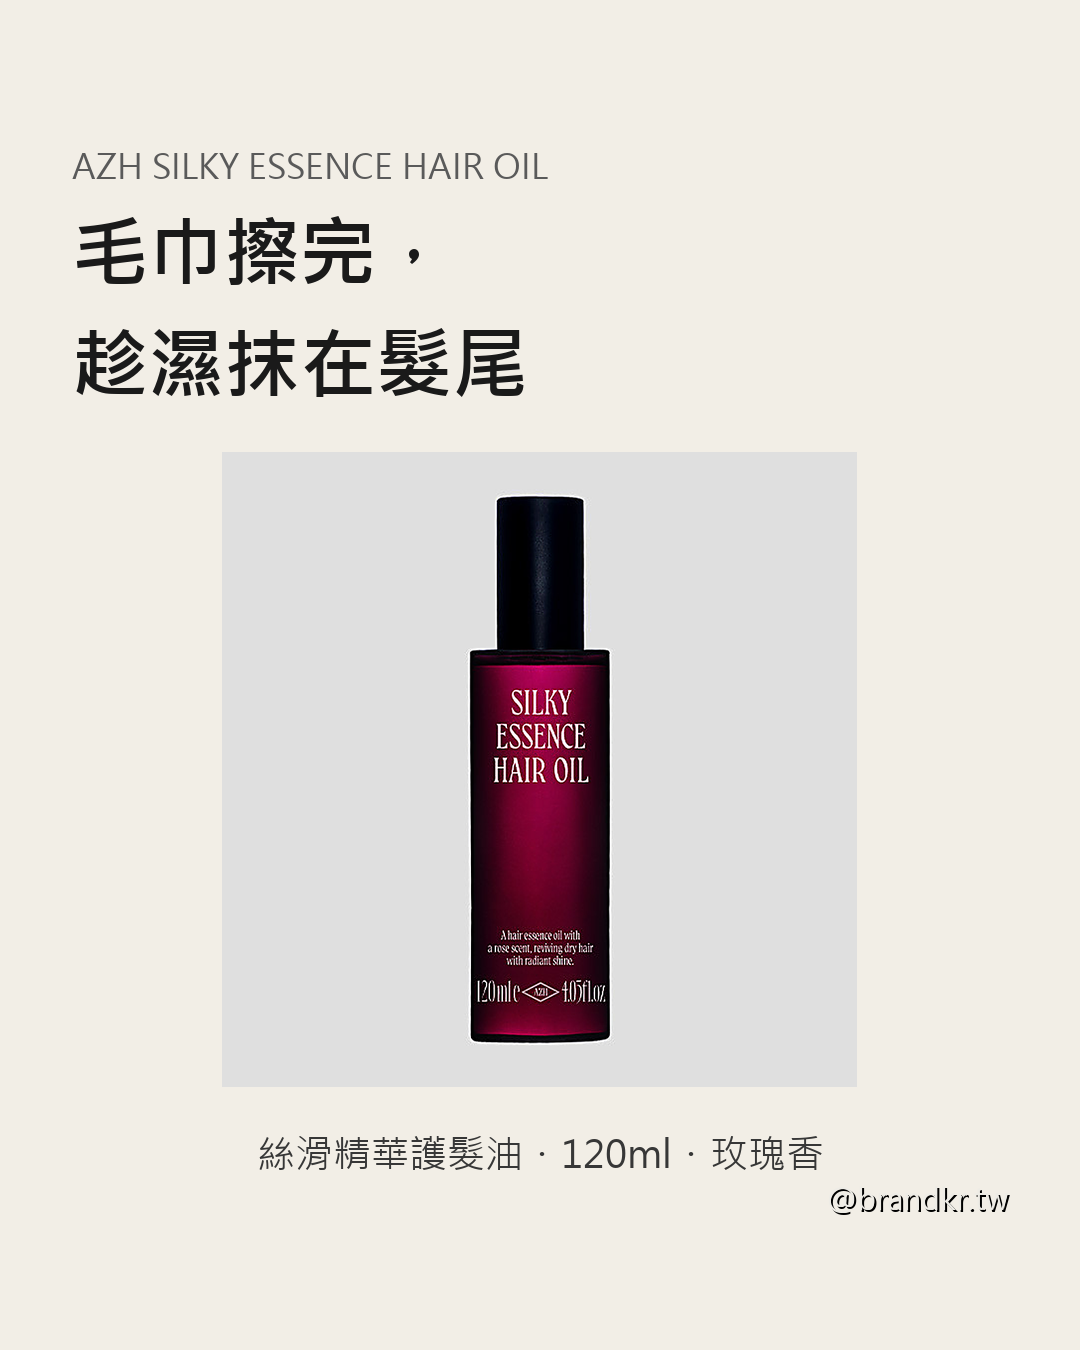 AZH SILKY ESSENCE HAIR OIL
毛巾擦完，
趁濕抹在髮尾
SILKY
ESSENCE
HAIR OIL
A hair essence oil with
a rose scent, reviving dry hair
with radiant shine.
120ml e AZH 4.05fl.oz
絲滑精華護髮油・120ml・玫瑰香
@brandkr.tw